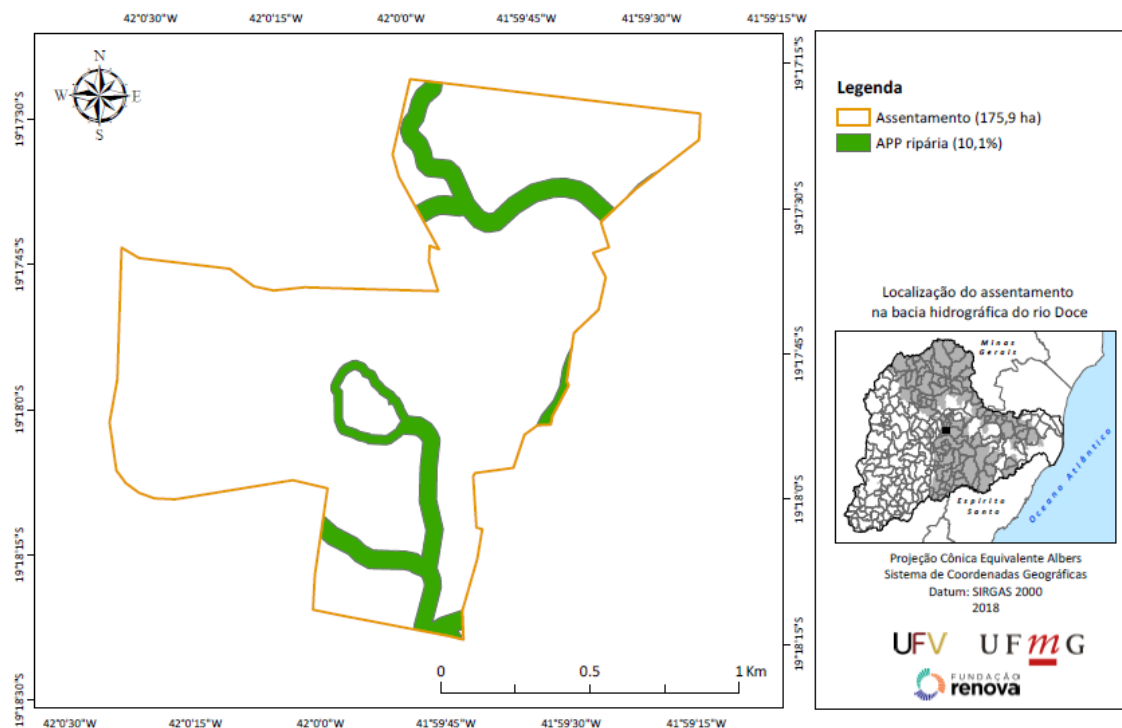 42°0'30"W 42°0'15"W 42°0'0"W 41°59'45"W 41°59'30"W 41°59'15"W
N
W E
S
19°17'30"S
19°17'45"S
19°18'0"S
19°18'15"S
19°18'30"S
19°17'15"S
19°17'30"S
19°17'45"S
19°18'0"S
19°18'15"S
0 0.5 1 Km
42°0'30"W 42°0'15"W 42°0'0"W 41°59'45"W 41°59'30"W 41°59'15"W
Legenda
Assentamento (175,9 ha)
APP ripária (10,1%)
Localização do assentamento
na bacia hidrográfica do rio Doce
Minas
Gerais
Espírito
Santo
Oceano Atlântico
Projeção Cônica Equivalente Albers
Sistema de Coordenadas Geográficas
Datum: SIRGAS 2000
2018
UFV UFmG
FUNDAÇÃO
renova